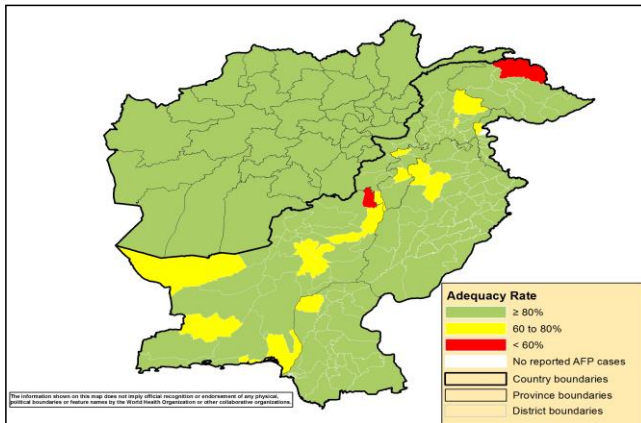 Adequacy Rate
≥ 80%
60 to 80%
< 60%
No reported AFP cases
Country boundaries
Province boundaries
District boundaries
The information shown on this map does not imply official recognition or endorsement of any physical,
political boundaries or feature names by the World Health Organization or other collaborative organizations.